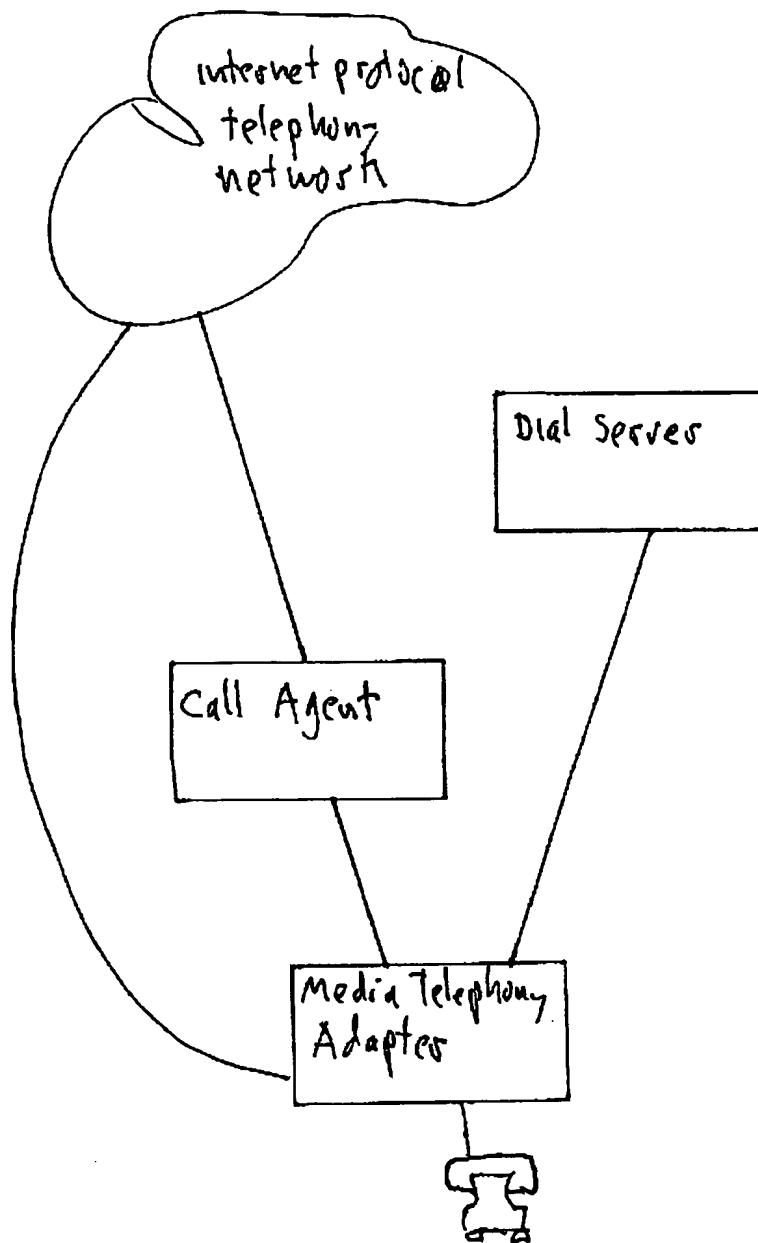 internet protocol
telephony
network
Dial Server
Call Agent
Media Telephony
Adapter